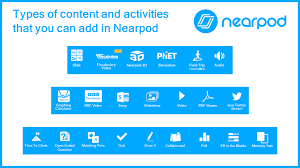 Types of content and activities
that you can add in Nearpod
nearpod
Slide Vocabulary Video Nearpod 3D Simulation Field Trip Audio
PhET
Graphing Calculator BBC Video Sway Slideshow Video PDF Viewer Live Twitter Stream
Time To Climb Open-Ended Question Matching Pairs Quiz Draw It Collaborate! Poll Fill in the Blanks Memory Test